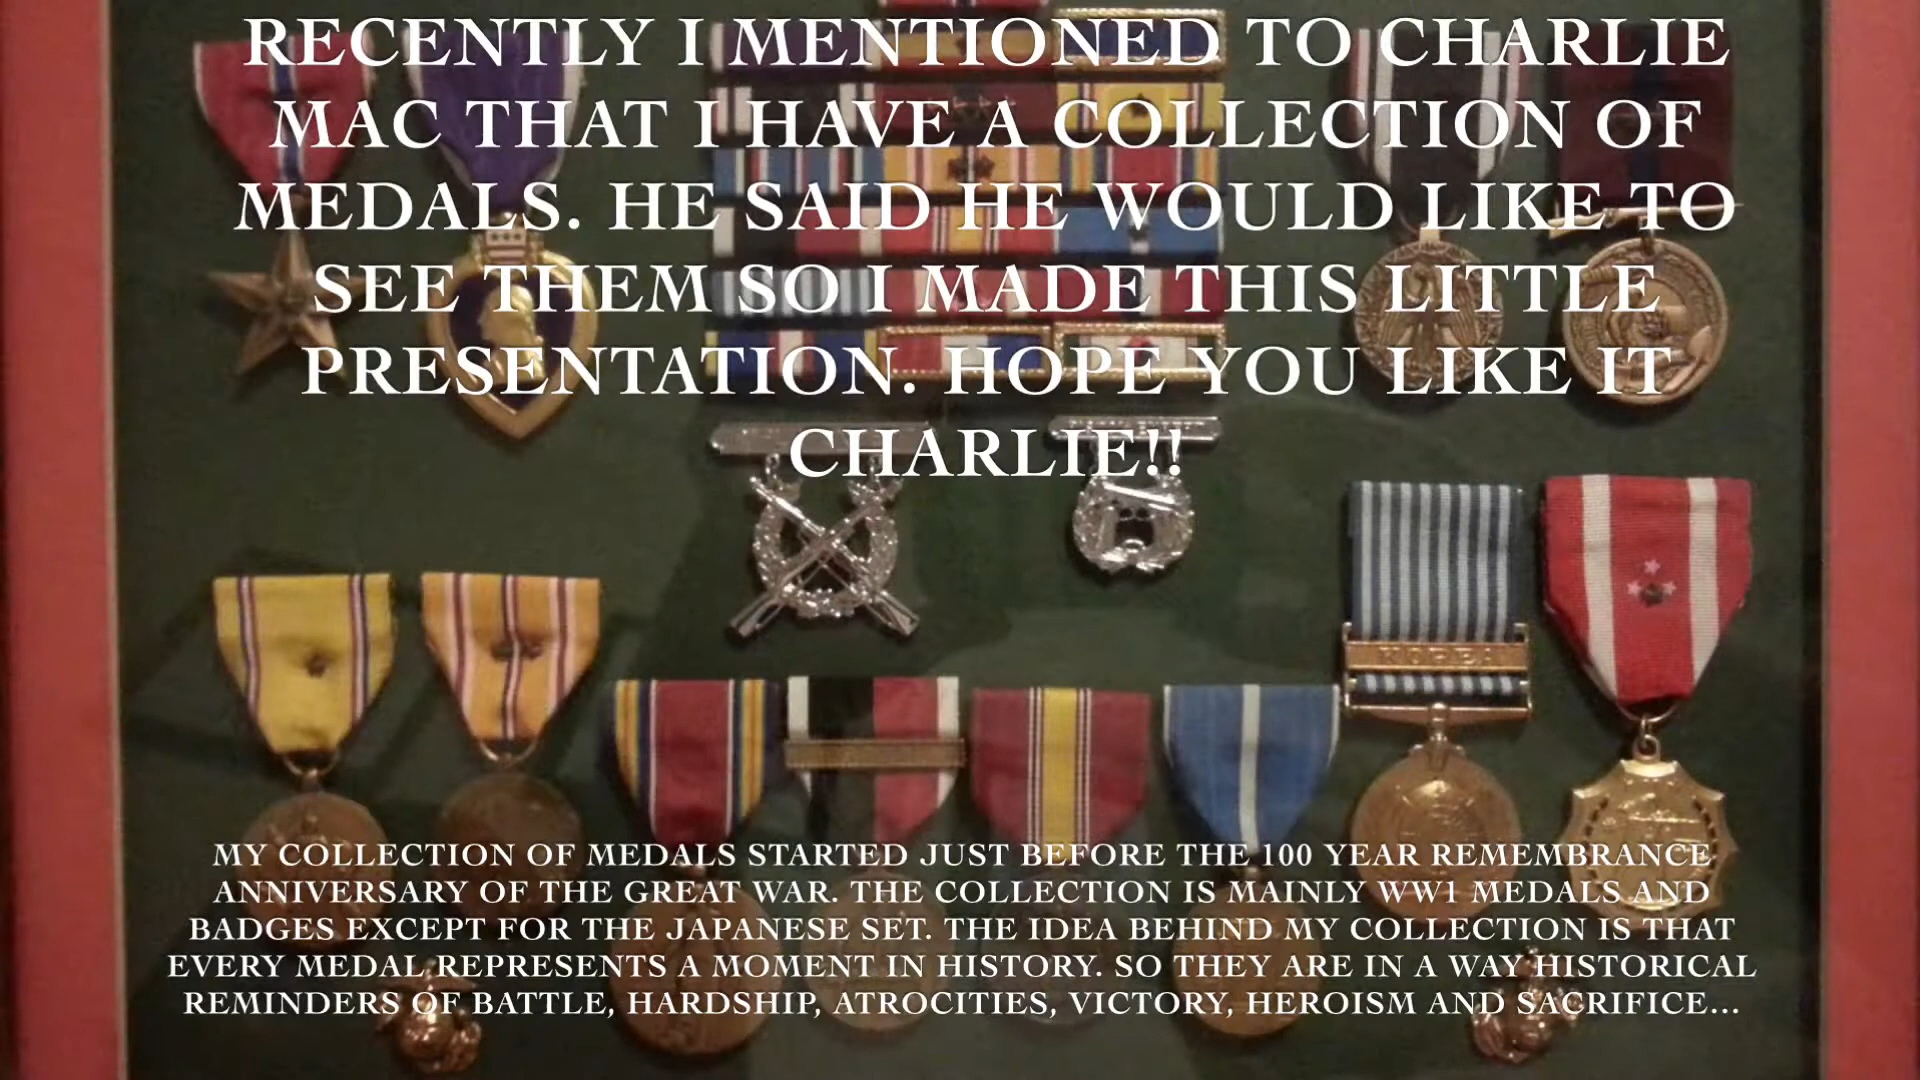 RECENTLY I MENTIONED TO CHARLIE
MAC THAT I HAVE A COLLECTION OF
MEDALS. HE SAID HE WOULD LIKE TO
SEE THEM SO I MADE THIS LITTLE
PRESENTATION. HOPE YOU LIKE IT
CHARLIE!!
KOREA
MY COLLECTION OF MEDALS STARTED JUST BEFORE THE 100 YEAR REMEMBRANCE
ANNIVERSARY OF THE GREAT WAR. THE COLLECTION IS MAINLY WW1 MEDALS AND
BADGES EXCEPT FOR THE JAPANESE SET. THE IDEA BEHIND MY COLLECTION IS THAT
EVERY MEDAL REPRESENTS A MOMENT IN HISTORY. SO THEY ARE IN A WAY HISTORICAL
REMINDERS OF BATTLE, HARDSHIP, ATROCITIES, VICTORY, HEROISM AND SACRIFICE...